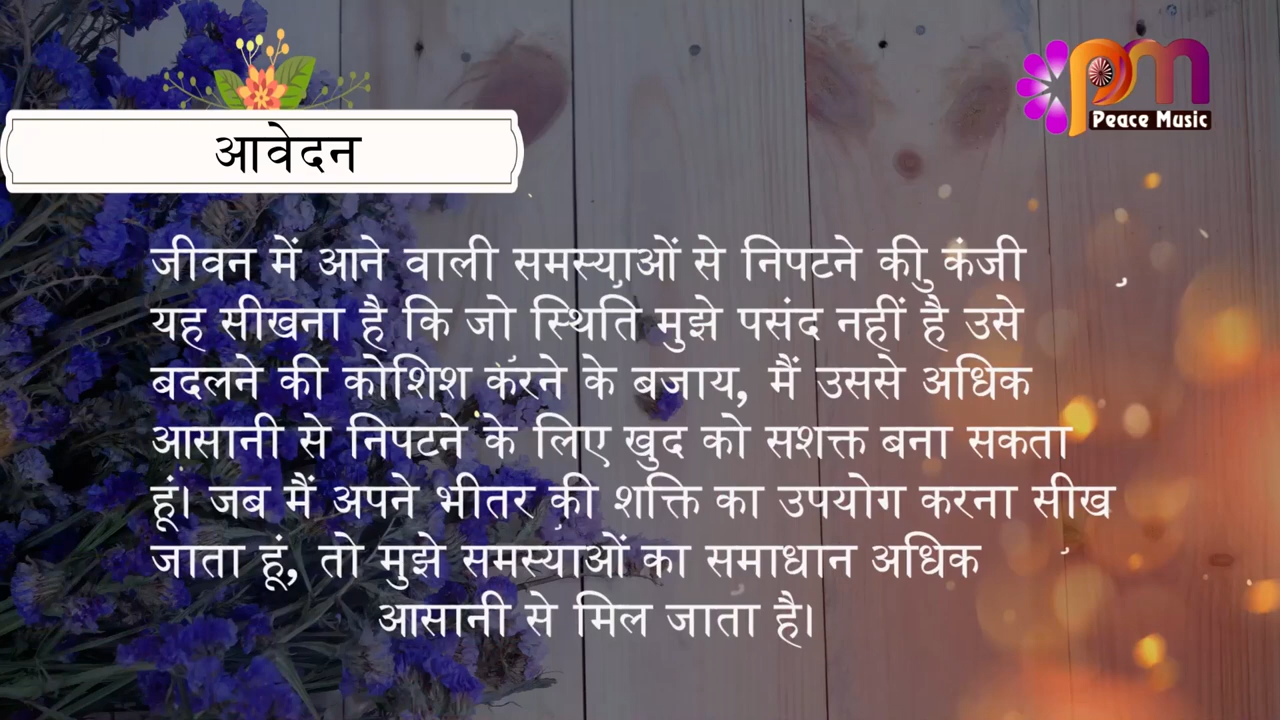 आवेदन
pm
Peace Music
जीवन में आने वाली समस्याओं से निपटने की कंजी
यह सीखना है कि जो स्थिति मुझे पसंद नहीं है उसे
बदलने की कोशिश करने के बजाय, मैं उससे अधिक
आसानी से निपटने के लिए खुद को सशक्त बना सकता
हूं। जब मैं अपने भीतर की शक्ति का उपयोग करना सीख
जाता हूं, तो मुझे समस्याओं का समाधान अधिक
आसानी से मिल जाता है।